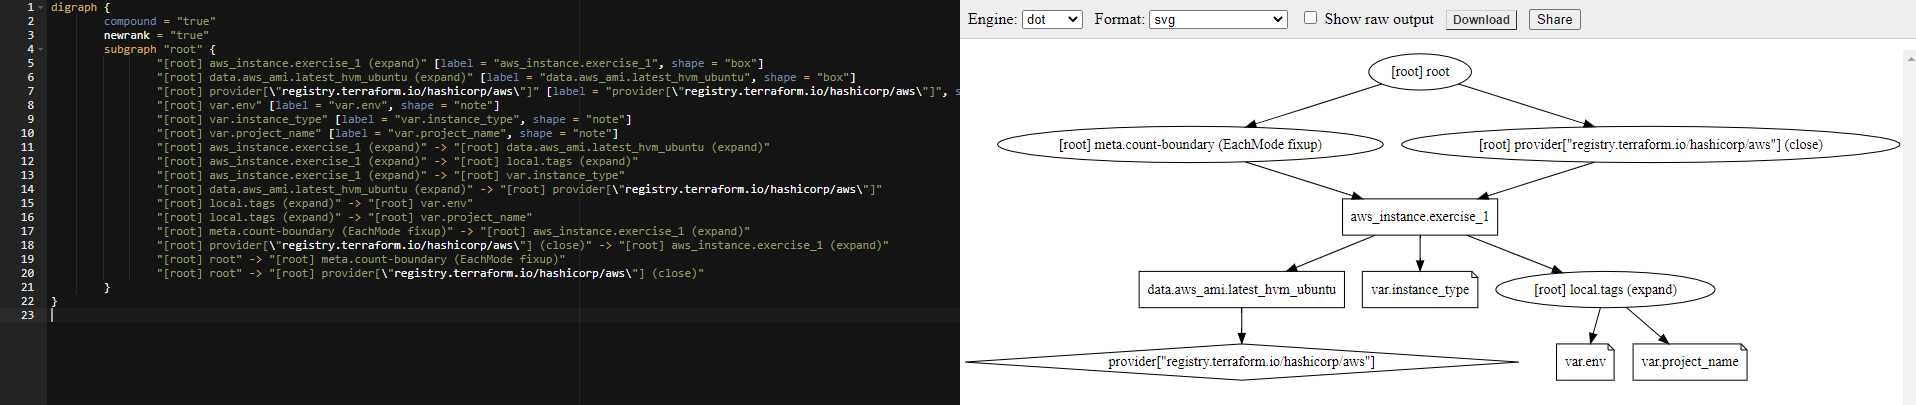 1 digraph {
2 compound = "true"
3 newrank = "true"
4 subgraph "root" {
5 "[root] aws_instance.exercise_1 (expand)" [label = "aws_instance.exercise_1", shape = "box"]
6 "[root] data.aws_ami.latest_hvm_ubuntu (expand)" [label = "data.aws_ami.latest_hvm_ubuntu", shape = "box"]
7 "[root] provider[\"registry.terraform.io/hashicorp/aws\"]" [label = "provider[\"registry.terraform.io/hashicorp/aws\"]", s
8 "[root] var.env" [label = "var.env", shape = "note"]
9 "[root] var.instance_type" [label = "var.instance_type", shape = "note"]
10 "[root] var.project_name" [label = "var.project_name", shape = "note"]
11 "[root] aws_instance.exercise_1 (expand)" -> "[root] data.aws_ami.latest_hvm_ubuntu (expand)"
12 "[root] aws_instance.exercise_1 (expand)" -> "[root] local.tags (expand)"
13 "[root] aws_instance.exercise_1 (expand)" -> "[root] var.instance_type"
14 "[root] data.aws_ami.latest_hvm_ubuntu (expand)" -> "[root] provider[\"registry.terraform.io/hashicorp/aws\"]"
15 "[root] local.tags (expand)" -> "[root] var.env"
16 "[root] local.tags (expand)" -> "[root] var.project_name"
17 "[root] meta.count-boundary (EachMode fixup)" -> "[root] aws_instance.exercise_1 (expand)"
18 "[root] provider[\"registry.terraform.io/hashicorp/aws\"] (close)" -> "[root] aws_instance.exercise_1 (expand)"
19 "[root] root" -> "[root] meta.count-boundary (EachMode fixup)"
20 "[root] root" -> "[root] provider[\"registry.terraform.io/hashicorp/aws\"] (close)"
21 }
22 }
23
Engine: dot Format: svg Show raw output Download Share
[root] root
[root] meta.count-boundary (EachMode fixup) [root] provider["registry.terraform.io/hashicorp/aws"] (close)
aws_instance.exercise_1
data.aws_ami.latest_hvm_ubuntu var.instance_type [root] local.tags (expand)
provider["registry.terraform.io/hashicorp/aws"] var.env var.project_name